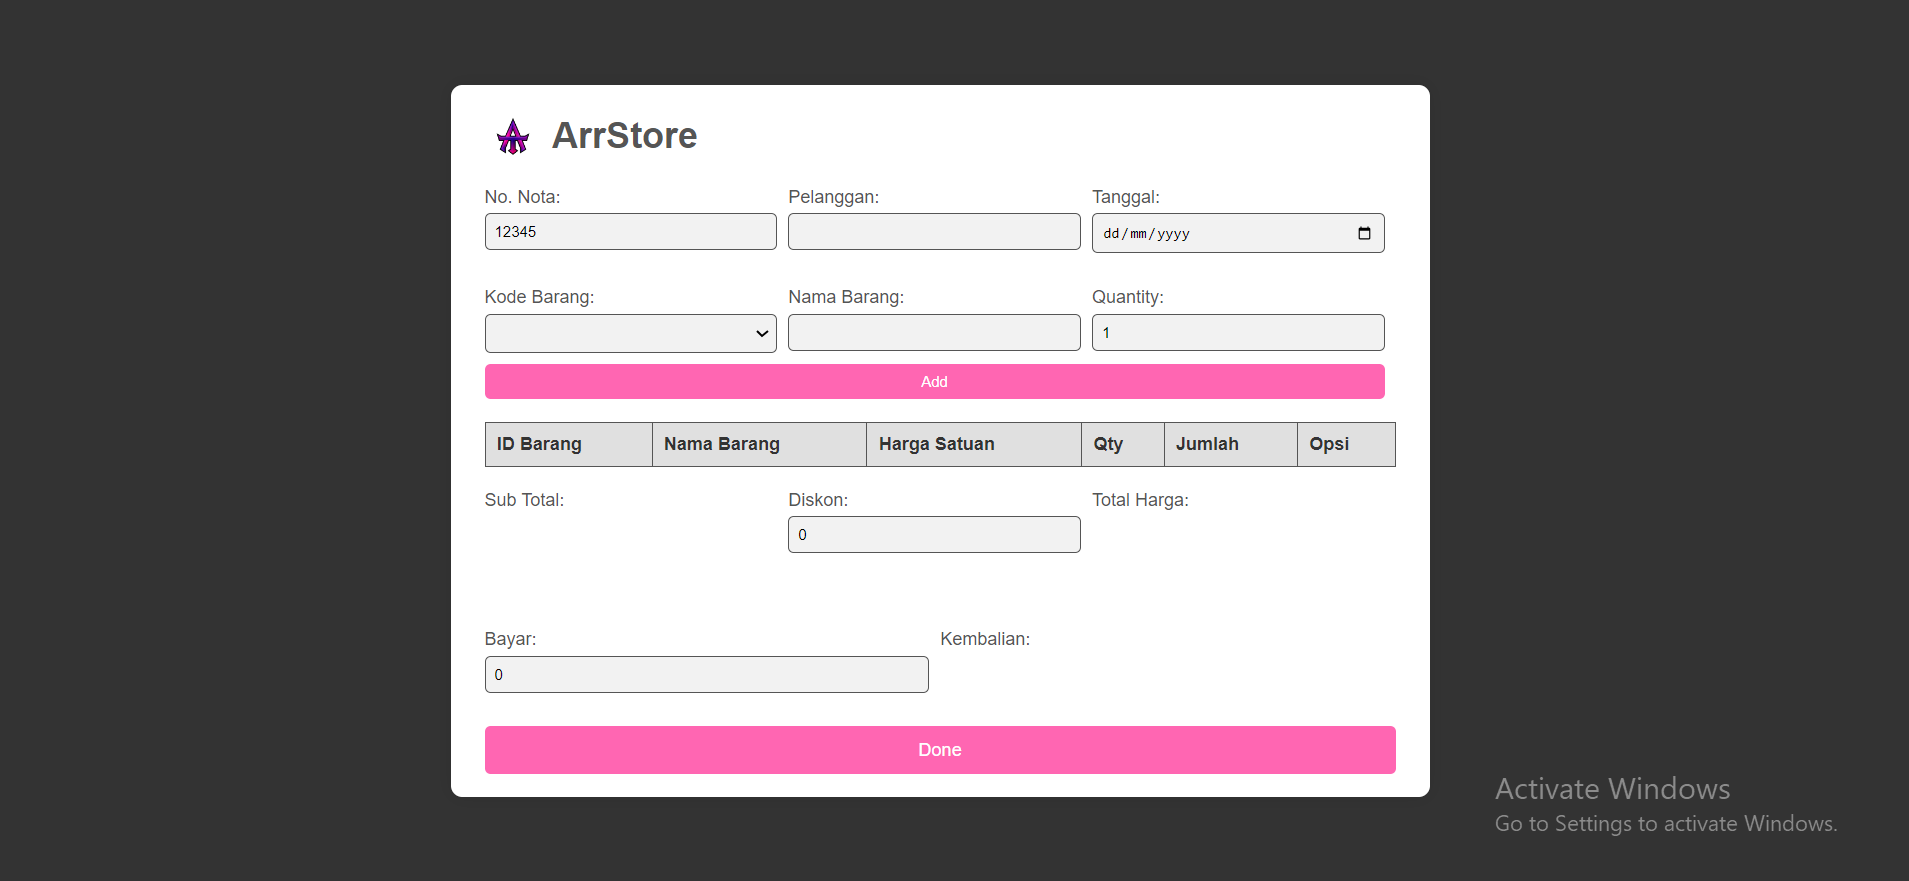 ArrStore
No. Nota: Pelanggan: Tanggal:
12345 dd/mm/yyyy
Kode Barang: Nama Barang: Quantity:
1
Add
ID Barang Nama Barang Harga Satuan Qty Jumlah Opsi
Sub Total: Diskon: Total Harga:
0
Bayar: Kembalian:
0
Done
Activate Windows
Go to Settings to activate Windows.